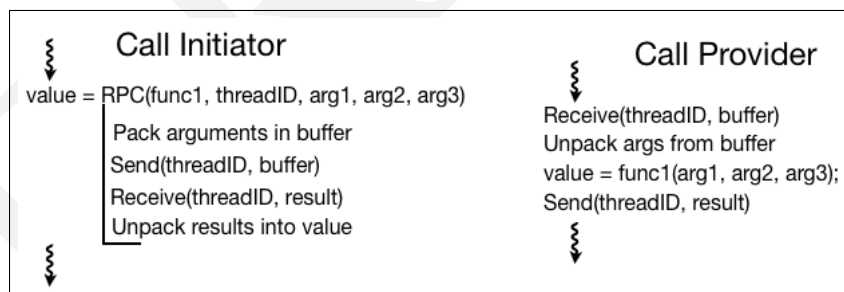 Call Initiator
value = RPC(func1, threadID, arg1, arg2, arg3)
Pack arguments in buffer
Send(threadID, buffer)
Receive(threadID, result)
Unpack results into value
Call Provider
Receive(threadID, buffer)
Unpack args from buffer
value = func1(arg1, arg2, arg3);
Send(threadID, result)